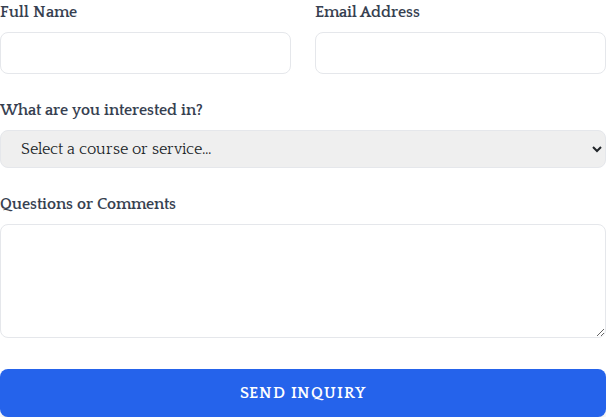 Full Name
Email Address
What are you interested in?
Select a course or service...
Questions or Comments
SEND INQUIRY